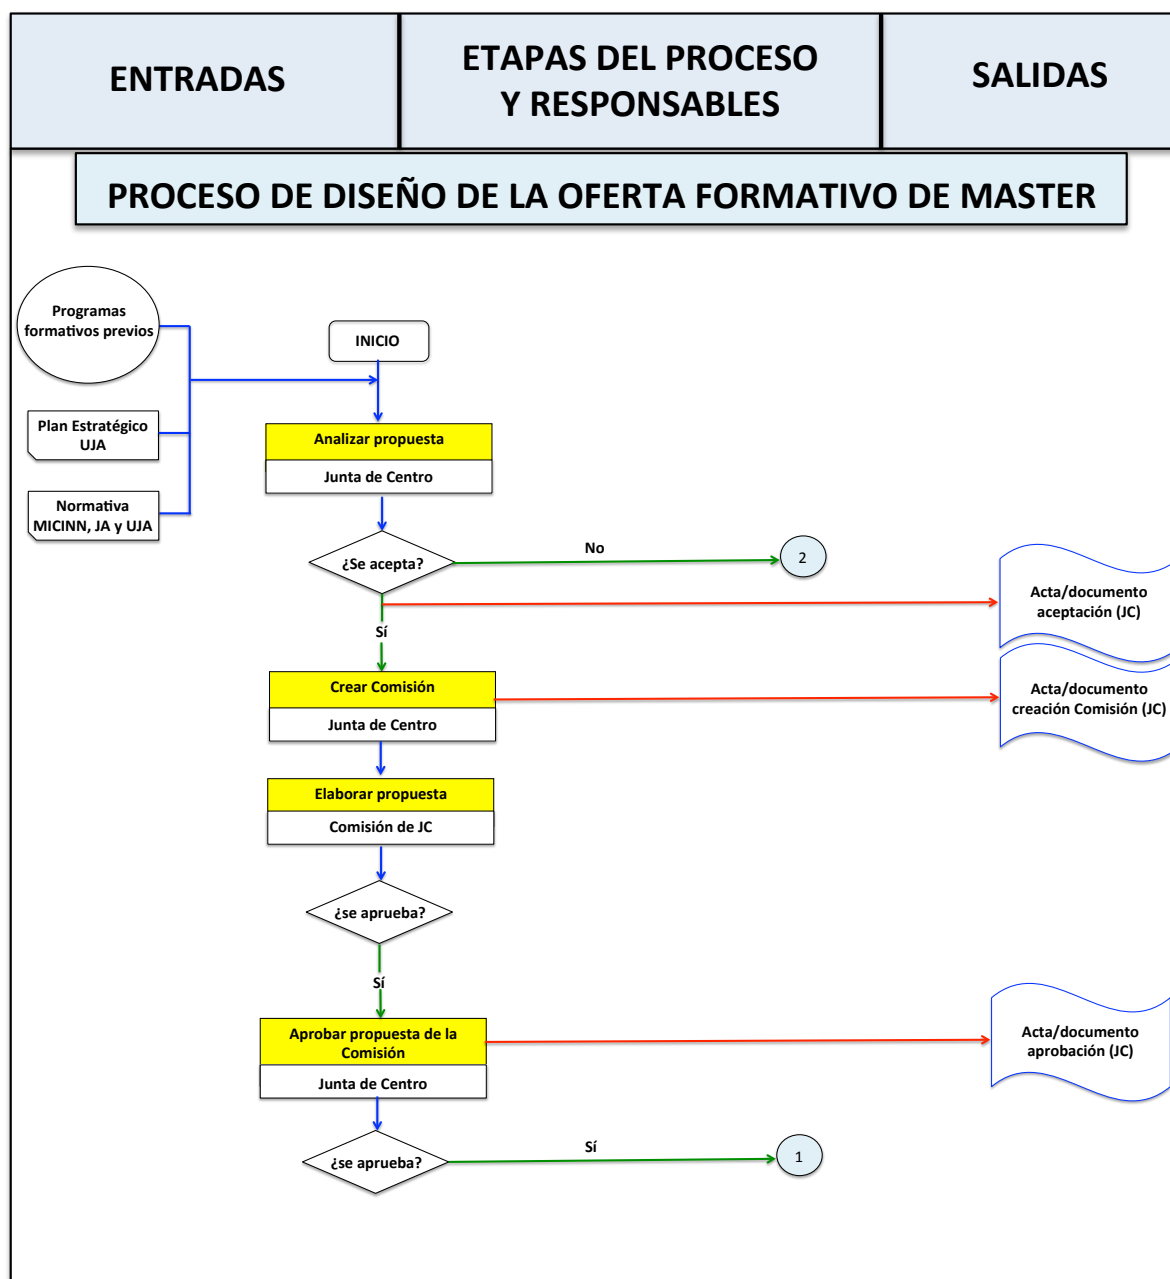 ENTRADAS
ETAPAS DEL PROCESO
Y RESPONSABLES
SALIDAS
PROCESO DE DISEÑO DE LA OFERTA FORMATIVO DE MASTER
Programas
formativos previos
INICIO
Plan Estratégico
UJA
Analizar propuesta
Junta de Centro
Normativa
MICINN, JA y UJA
¿Se acepta?
No
2
Acta/documento
aceptación (JC)
Sí
Crear Comisión
Junta de Centro
Acta/documento
creación Comisión (JC)
Elaborar propuesta
Comisión de JC
¿se aprueba?
Sí
Aprobar propuesta de la
Comisión
Junta de Centro
Acta/documento
aprobación (JC)
¿se aprueba?
Sí
1